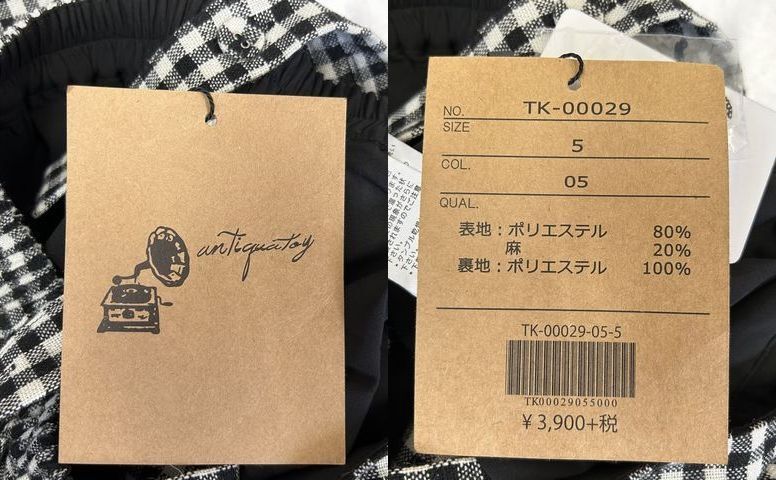 antiquatoy
NO. TK-00029
SIZE
5
COL.
05
QUAL.
表地：ポリエステル 80%
麻 20%
裏地：ポリエステル 100%
TK-00029-05-5
TK00029055000
￥3,900+税